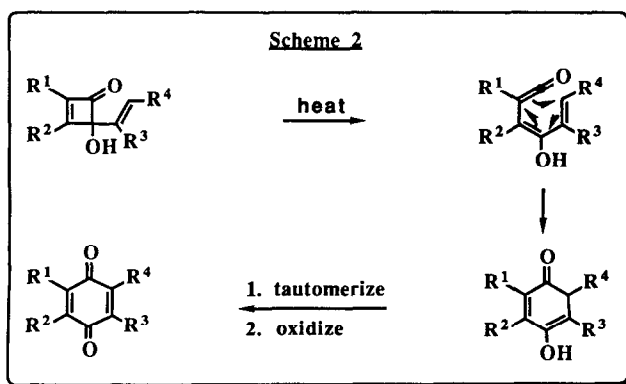 Scheme 2
R¹ O R⁴ R² OH R³
heat
R¹ O R⁴ R² R³ OH
O R¹ R⁴ R² R³ O
1. tautomerize
2. oxidize
O R¹ R⁴ R² R³ OH